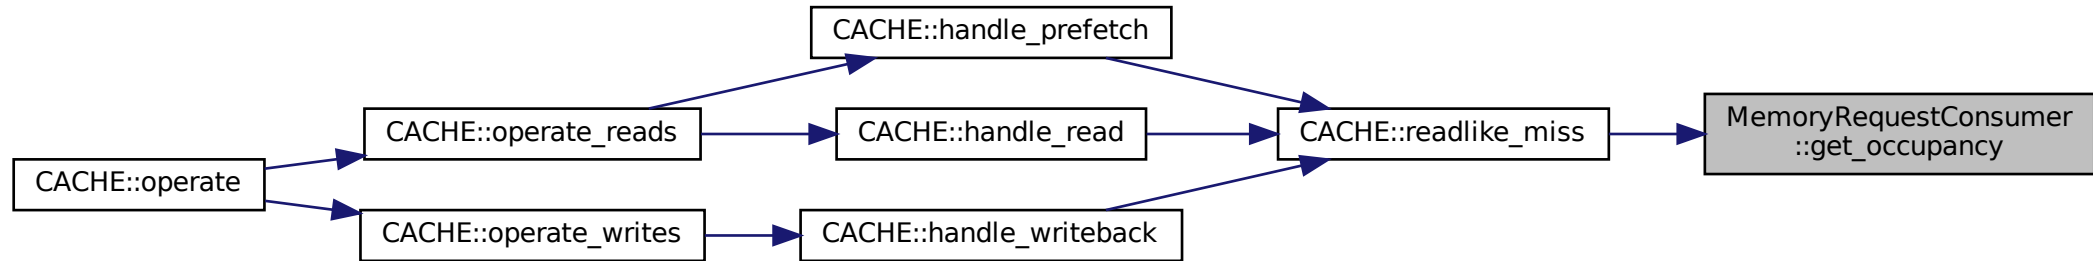 CACHE::handle_prefetch
CACHE::operate_reads
CACHE::handle_read
CACHE::readlike_miss
MemoryRequestConsumer
::get_occupancy
CACHE::operate
CACHE::operate_writes
CACHE::handle_writeback